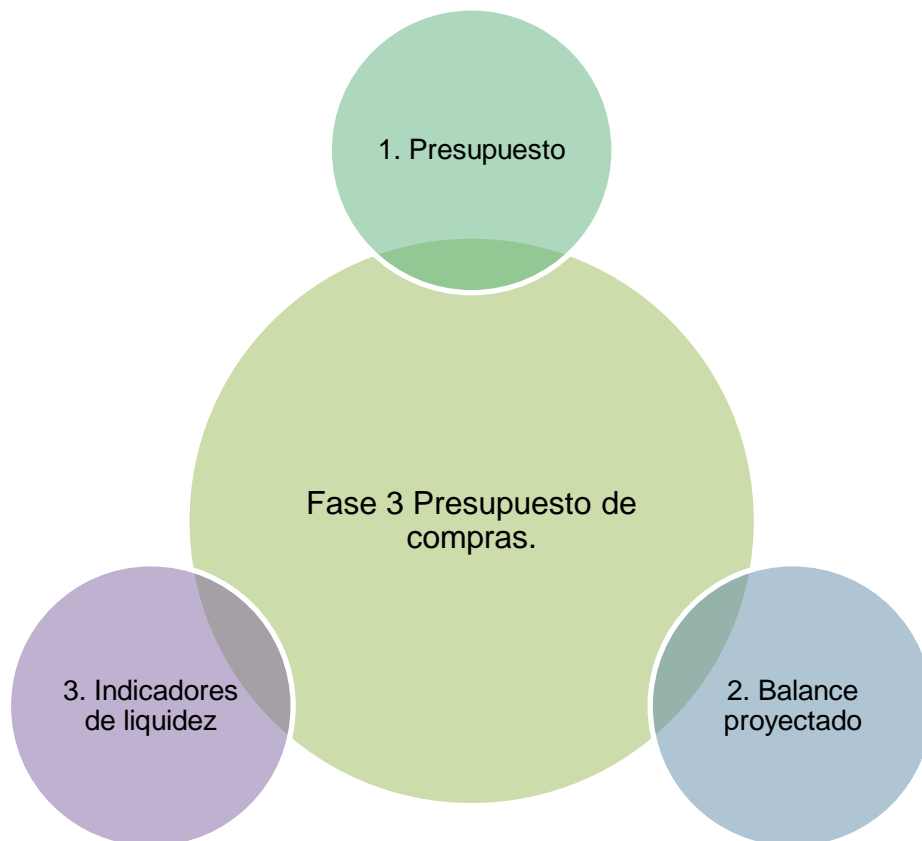 1. Presupuesto
Fase 3 Presupuesto de
compras.
3. Indicadores
de liquidez
2. Balance
proyectado